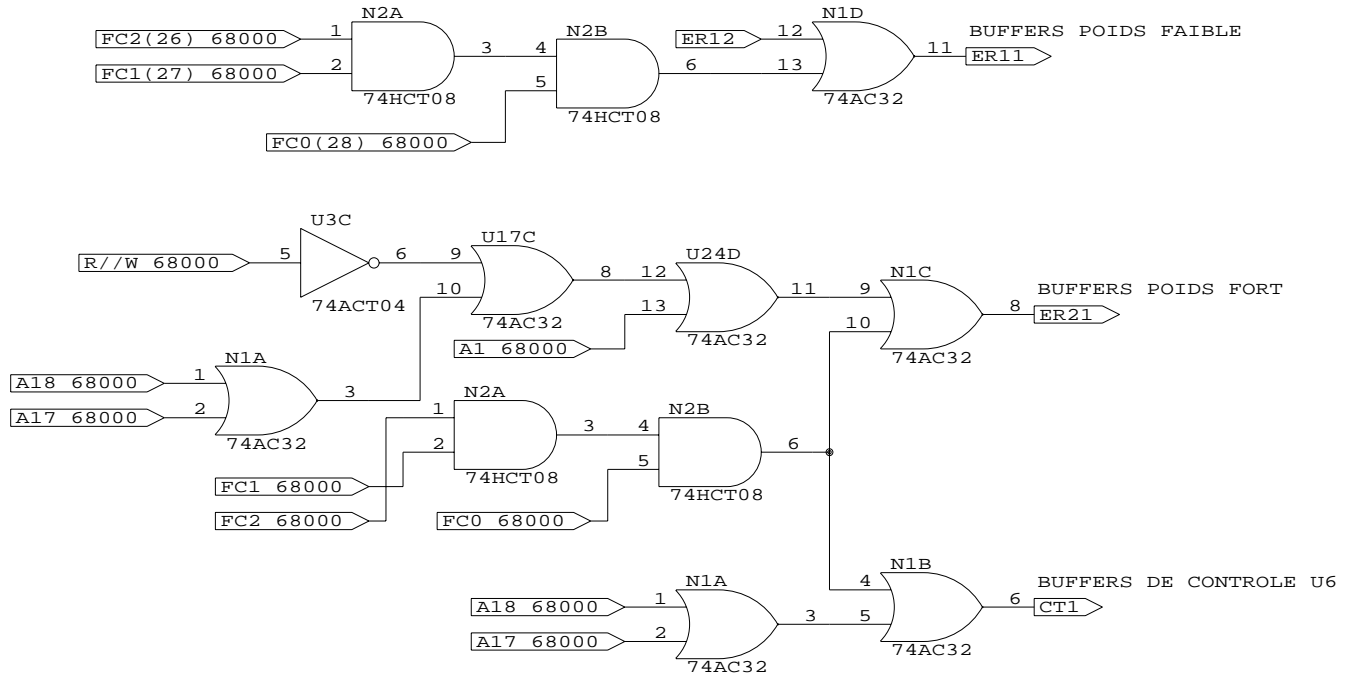 N2A
N1D
BUFFERS POIDS FAIBLE
FC2(26) 68000
1
3
4
N2B
ER12
12
11
ER11
FC1(27) 68000
2
5
6
13
74HCT08
74HCT08
74AC32
FC0(28) 68000
U3C
U17C
U24D
N1C
R//W 68000
5
6
9
8
12
11
9
BUFFERS POIDS FORT
8
ER21
74ACT04
10
13
10
74AC32
A1 68000
74AC32
74AC32
N1A
A18 68000
1
3
A17 68000
2
74AC32
N2A
N2B
1
3
4
6
2
5
74HCT08
74HCT08
FC1 68000
FC2 68000
FC0 68000
N1A
N1B
A18 68000
1
3
4
5
6
BUFFERS DE CONTROLE U6
CT1
A17 68000
2
74AC32
74AC32